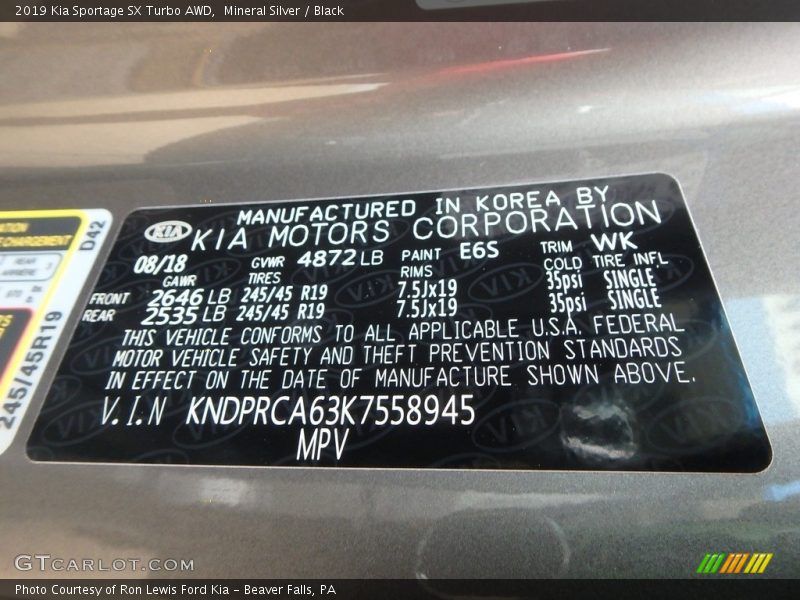 2019 Kia Sportage SX Turbo AWD,  Mineral Silver / Black
MANUFACTURED IN KOREA BY
KIA KIA MOTORS CORPORATION
08/18 GVWR 4872 LB PAINT E6S TRIM WK
GAWR TIRES RIMS COLD TIRE INFL
FRONT 2646 LB 245/45 R19 7.5Jx19 35psi SINGLE
REAR 2535 LB 245/45 R19 7.5Jx19 35psi SINGLE
THIS VEHICLE CONFORMS TO ALL APPLICABLE U.S.A. FEDERAL
MOTOR VEHICLE SAFETY AND THEFT PREVENTION STANDARDS
IN EFFECT ON THE DATE OF MANUFACTURE SHOWN ABOVE.
V.I.N KNDPRCA63K7558945
MPV
D42
REAR
245/45R19
GTCARLOT.COM
Photo Courtesy of Ron Lewis Ford Kia – Beaver Falls, PA